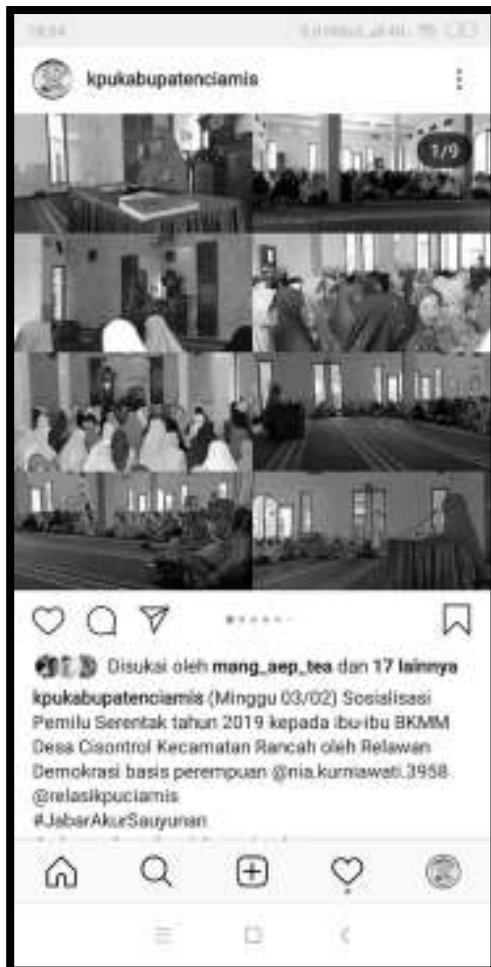 kpukabupatenciamis
1/9
Disukai oleh mang_aep_tea dan 17 lainnya
kpukabupatenciamis (Minggu 03/02) Sosialisasi
Pemilu Serentak tahun 2019 kepada ibu-ibu BKMM
Desa Cisontrol Kecamatan Rancah oleh Relawan
Demokrasi basis perempuan @nia.kurniawati.3958
@relasikpuciamis
#JabarAkurSauyunan